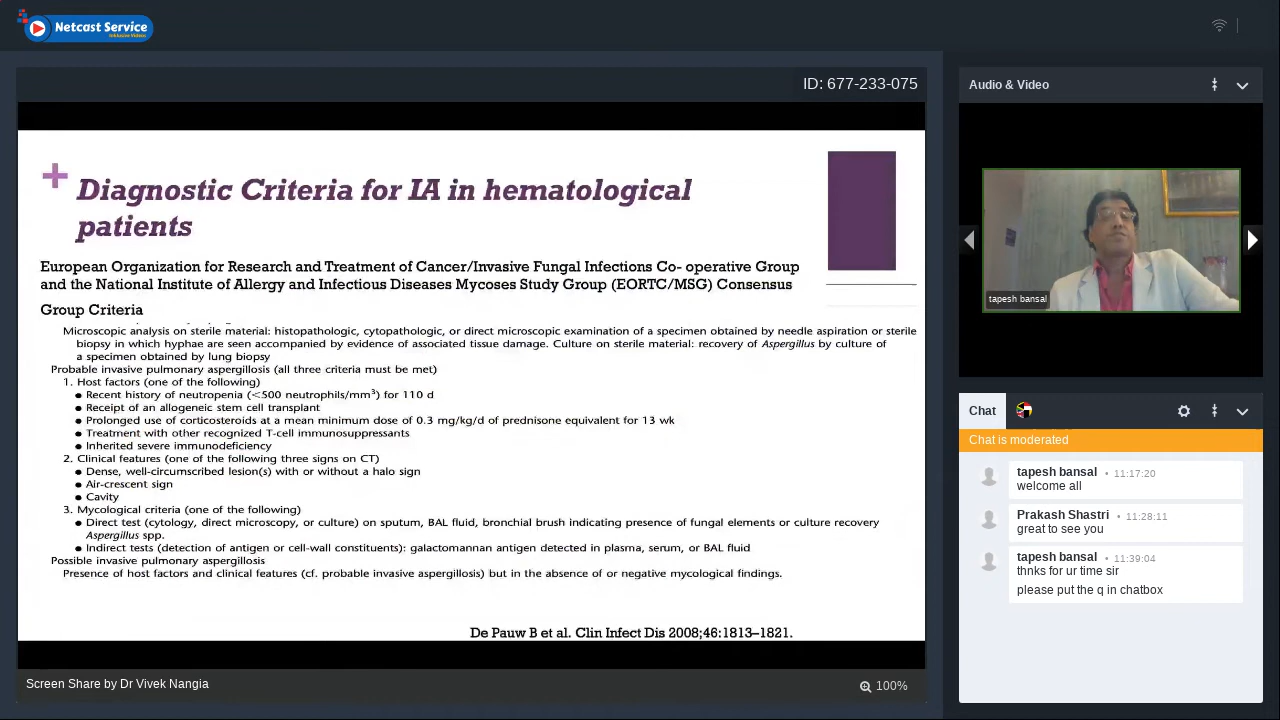 Netcast Service
ID: 677-233-075
+ Diagnostic Criteria for IA in hematological
patients
European Organization for Research and Treatment of Cancer/Invasive Fungal Infections Co- operative Group
and the National Institute of Allergy and Infectious Diseases Mycoses Study Group (EORTC/MSG) Consensus
Group Criteria
Microscopic analysis on sterile material: histopathologic, cytopathologic, or direct microscopic examination of a specimen obtained by needle aspiration or sterile
biopsy in which hyphae are seen accompanied by evidence of associated tissue damage. Culture on sterile material: recovery of Aspergillus by culture of
a specimen obtained by lung biopsy
Probable invasive pulmonary aspergillosis (all three criteria must be met)
1. Host factors (one of the following)
● Recent history of neutropenia (<500 neutrophils/mm³) for 110 d
● Receipt of an allogeneic stem cell transplant
● Prolonged use of corticosteroids at a mean minimum dose of 0.3 mg/kg/d of prednisone equivalent for 13 wk
● Treatment with other recognized T-cell immunosuppressants
● Inherited severe immunodeficiency
2. Clinical features (one of the following three signs on CT)
● Dense, well-circumscribed lesion(s) with or without a halo sign
● Air-crescent sign
● Cavity
3. Mycological criteria (one of the following)
● Direct test (cytology, direct microscopy, or culture) on sputum, BAL fluid, bronchial brush indicating presence of fungal elements or culture recovery
Aspergillus spp.
● Indirect tests (detection of antigen or cell-wall constituents): galactomannan antigen detected in plasma, serum, or BAL fluid
Possible invasive pulmonary aspergillosis
Presence of host factors and clinical features (cf. probable invasive aspergillosis) but in the absence of or negative mycological findings.
De Pauw B et al. Clin Infect Dis 2008;46:1813–1821.
Screen Share by Dr Vivek Nangia
100%
Audio & Video
tapesh bansal
Chat
Chat is moderated
tapesh bansal • 11:17:20
welcome all
Prakash Shastri • 11:28:11
great to see you
tapesh bansal • 11:39:04
thnks for ur time sir
please put the q in chatbox